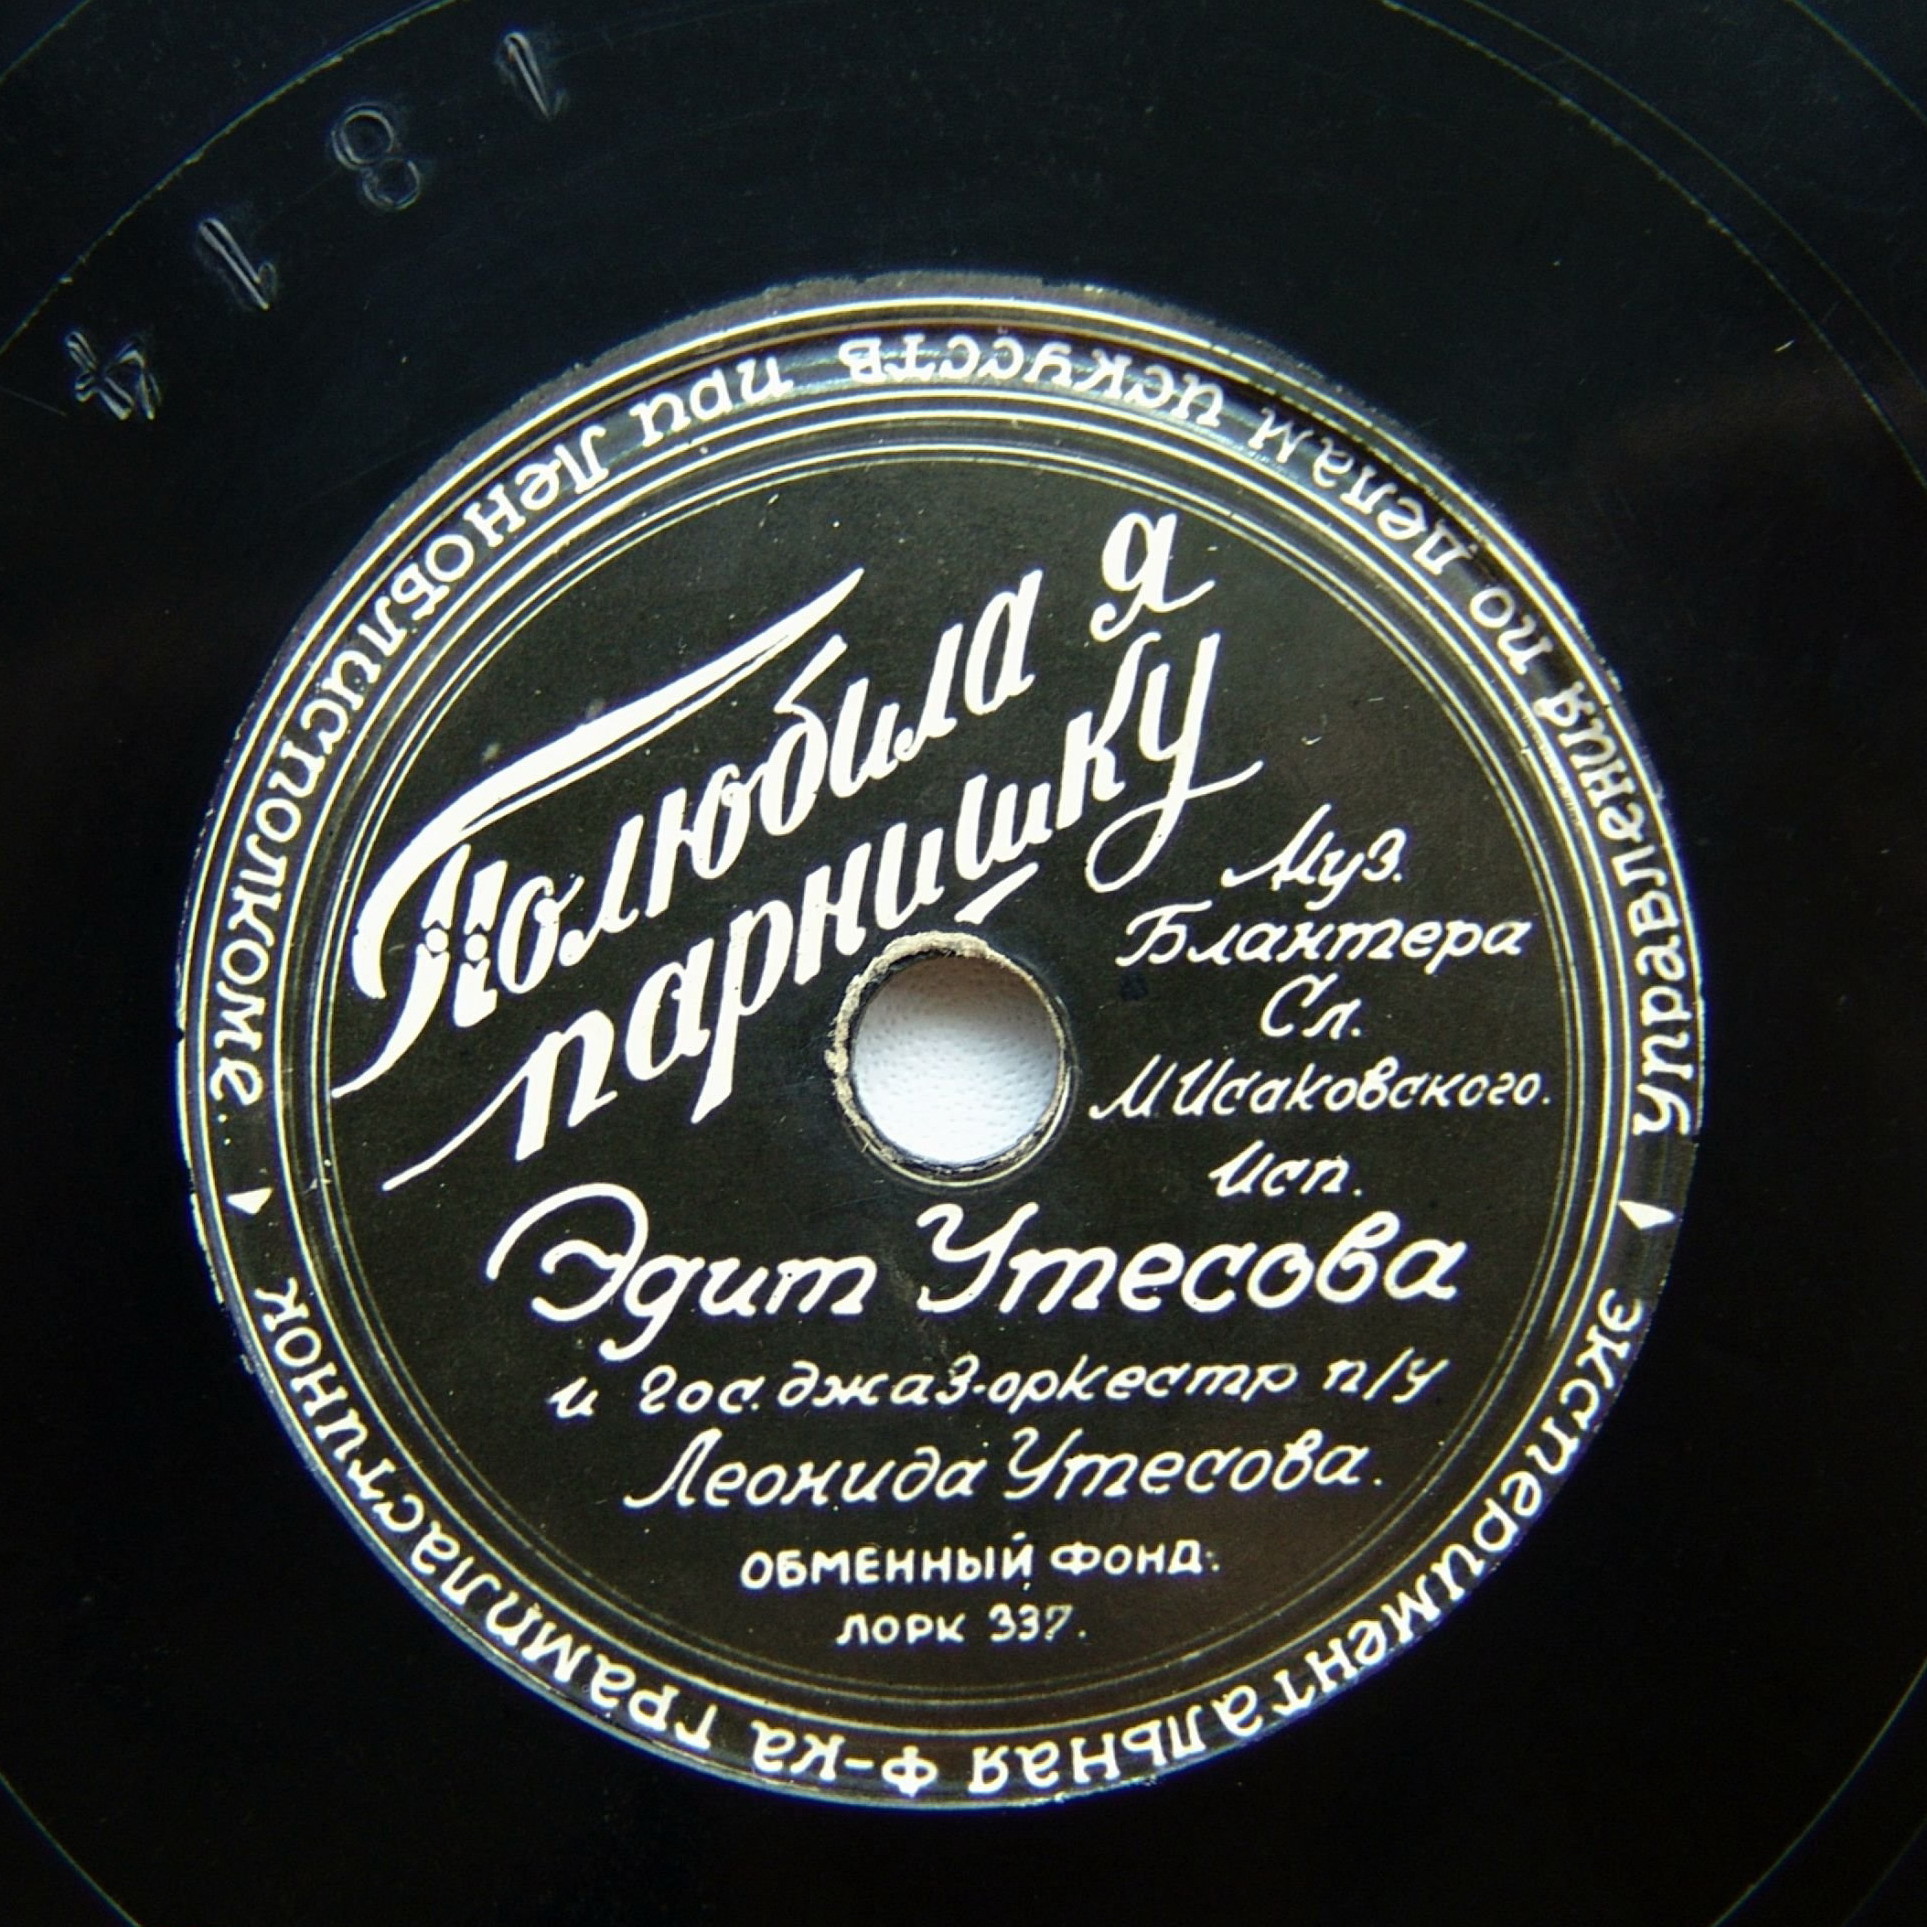 1814
Экспериментальная ф-ка грампластинок
Управления по делам искусств при Леноблисполкоме.
Полюбила я
парнишку
Муз.
Блантера
Сл.
М Исаковского.
Исп.
Эдит Утесова
и Гос. джаз-оркестр п/у
Леонида Утесова.
ОБМЕННЫЙ ФОНД.
ЛОРК 337.